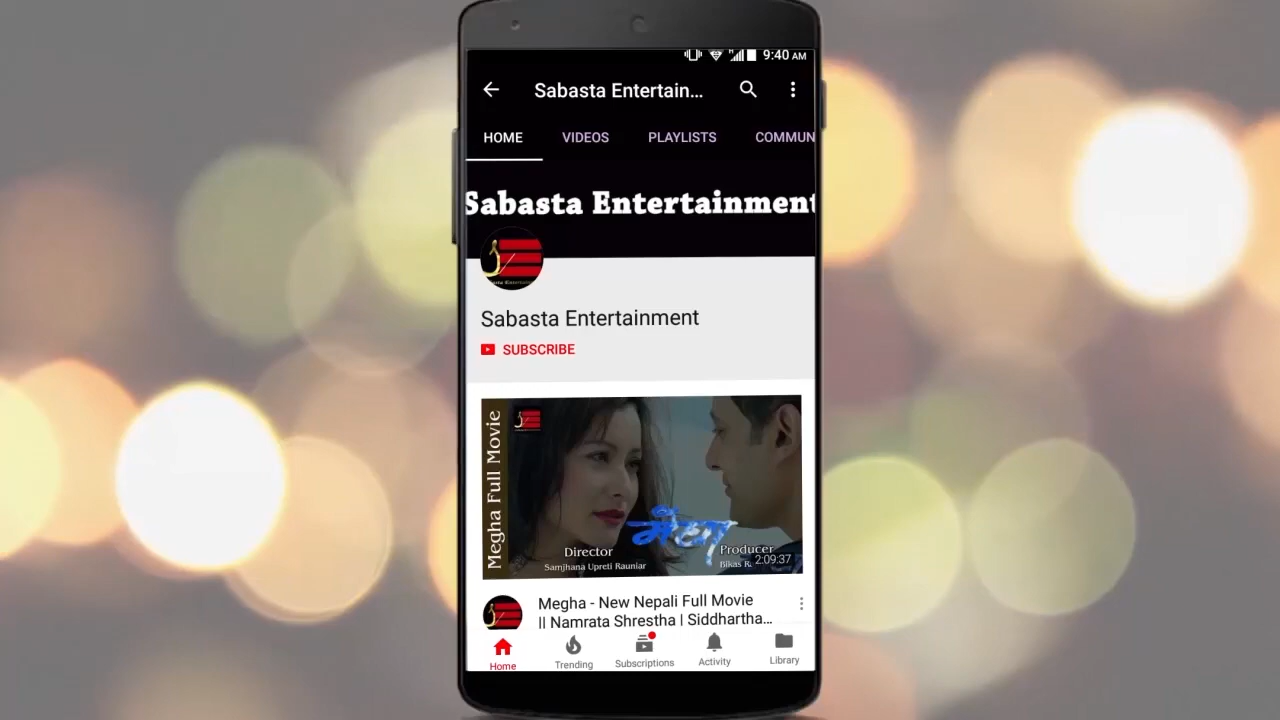 9:40 AM
Sabasta Entertain...
HOME VIDEOS PLAYLISTS COMMUN
Sabasta Entertainment
Sabasta Entertainment
SUBSCRIBE
Megha Full Movie
मेघा
Director
Samjhana Upreti Rauniar
Producer
Bikas R.
2:09:37
Megha - New Nepali Full Movie
|| Namrata Shrestha | Siddhartha...
Home Trending Subscriptions Activity Library